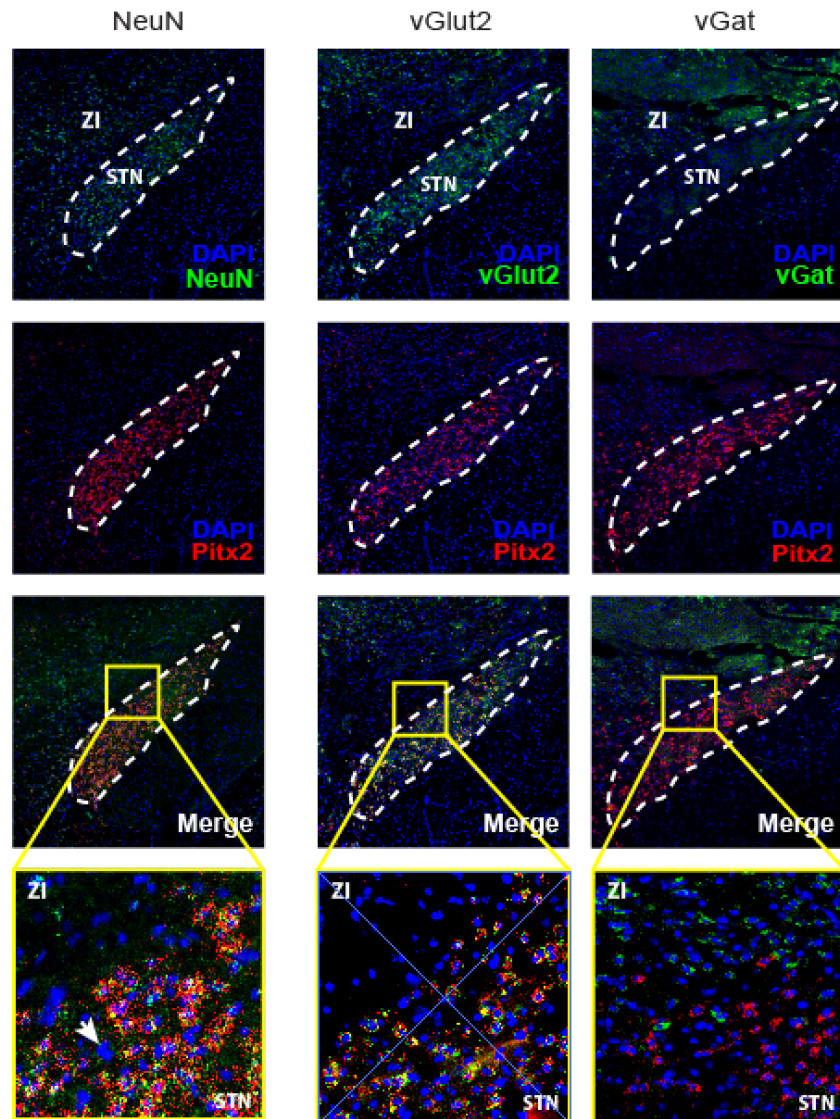 NeuN vGlut2 vGat
ZI ZI ZI
STN STN STN
DAPI DAPI DAPI
NeuN vGlut2 vGat
DAPI DAPI DAPI
Pitx2 Pitx2 Pitx2
Merge Merge Merge
ZI ZI ZI
STN STN STN